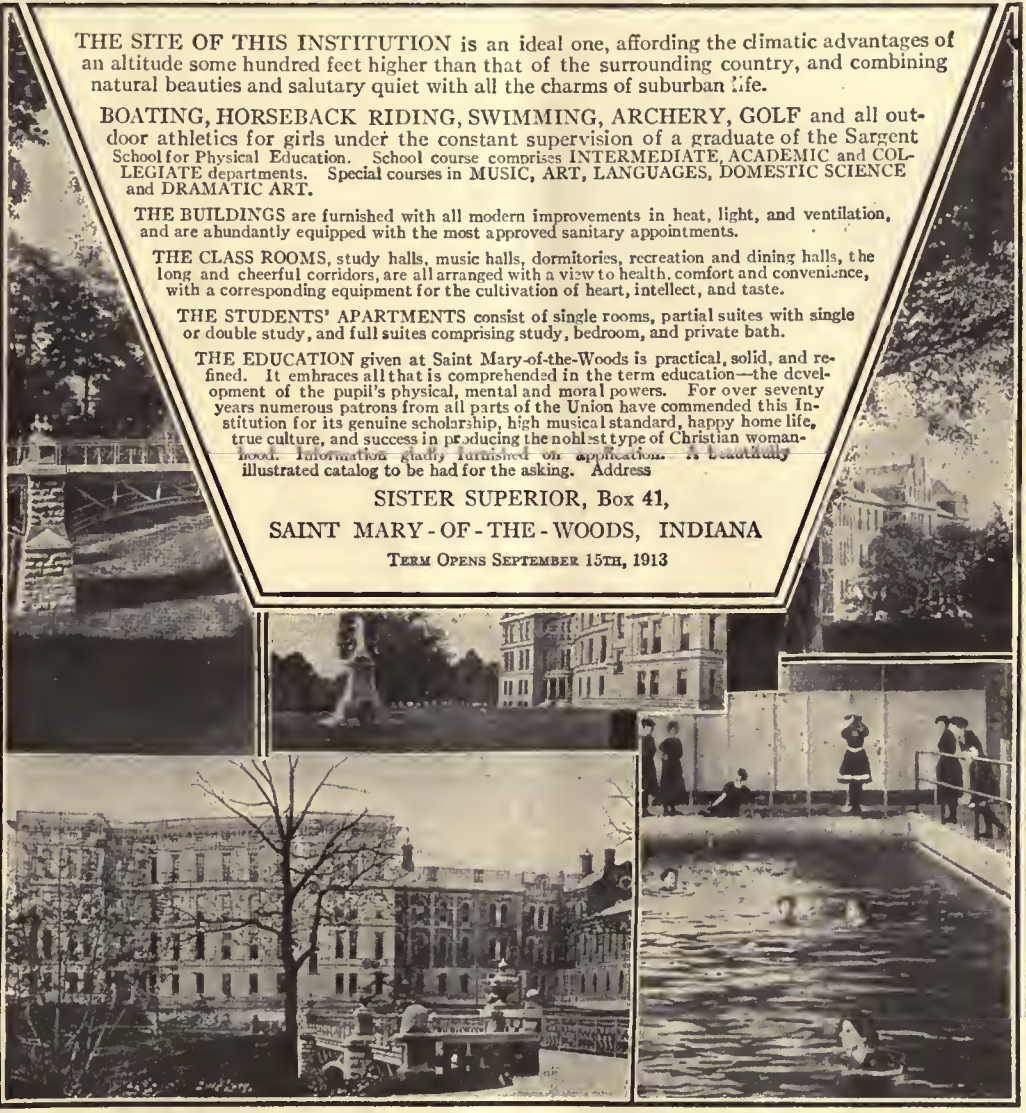 THE SITE OF THIS INSTITUTION is an ideal one, affording the climatic advantages of
an altitude some hundred feet higher than that of the surrounding country, and combining
natural beauties and salutary quiet with all the charms of suburban life.
BOATING, HORSEBACK RIDING, SWIMMING, ARCHERY, GOLF and all out-
door athletics for girls under the constant supervision of a graduate of the Sargent
School for Physical Education. School course comprises INTERMEDIATE, ACADEMIC and COL-
LEGIATE departments. Special courses in MUSIC, ART, LANGUAGES, DOMESTIC SCIENCE
and DRAMATIC ART.
THE BUILDINGS are furnished with all modern improvements in heat, light, and ventilation,
and are abundantly equipped with the most approved sanitary appointments.
THE CLASS ROOMS, study halls, music halls, dormitories, recreation and dining halls, the
long and cheerful corridors, are all arranged with a view to health, comfort and convenience,
with a corresponding equipment for the cultivation of heart, intellect, and taste.
THE STUDENTS' APARTMENTS consist of single rooms, partial suites with single
or double study, and full suites comprising study, bedroom, and private bath.
THE EDUCATION given at Saint Mary-of-the-Woods is practical, solid, and re-
fined. It embraces all that is comprehended in the term education—the devel-
opment of the pupil's physical, mental and moral powers. For over seventy
years numerous patrons from all parts of the Union have commended this In-
stitution for its genuine scholarship, high musical standard, happy home life,
true culture, and success in producing the noblest type of Christian woman-
hood. Information gladly furnished on application. A beautifully
illustrated catalog to be had for the asking. Address
SISTER SUPERIOR, Box 41,
SAINT MARY-OF-THE-WOODS, INDIANA
TERM OPENS SEPTEMBER 15TH, 1913